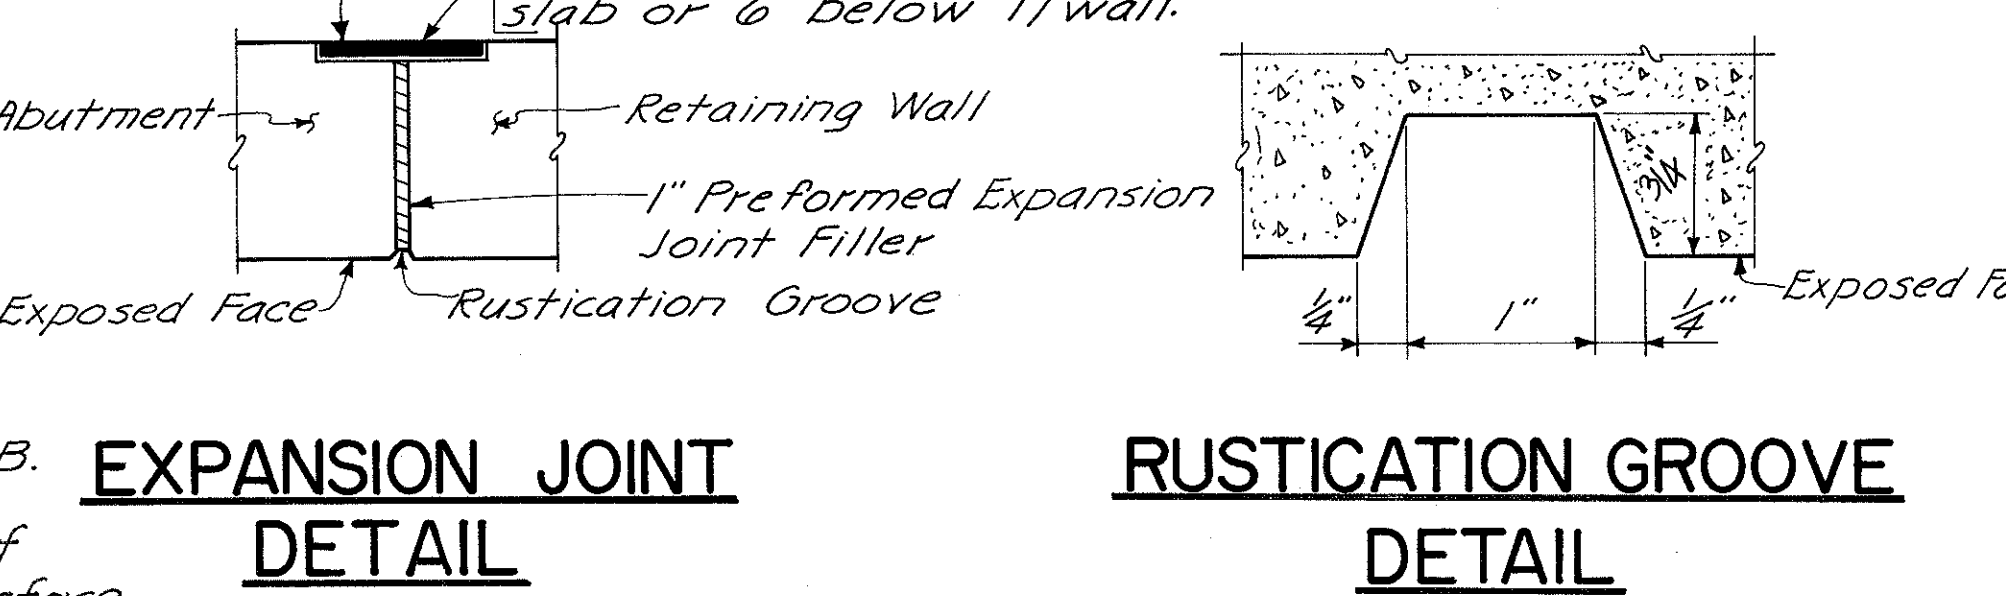 slab or 6 below T/wall.
Abutment
Retaining Wall
1" Preformed Expansion
Joint Filler
Exposed Face
Rustication Groove
3/4"
1/4"
1"
1/4"
Exposed
B.
EXPANSION JOINT
DETAIL
RUSTICATION GROOVE
DETAIL